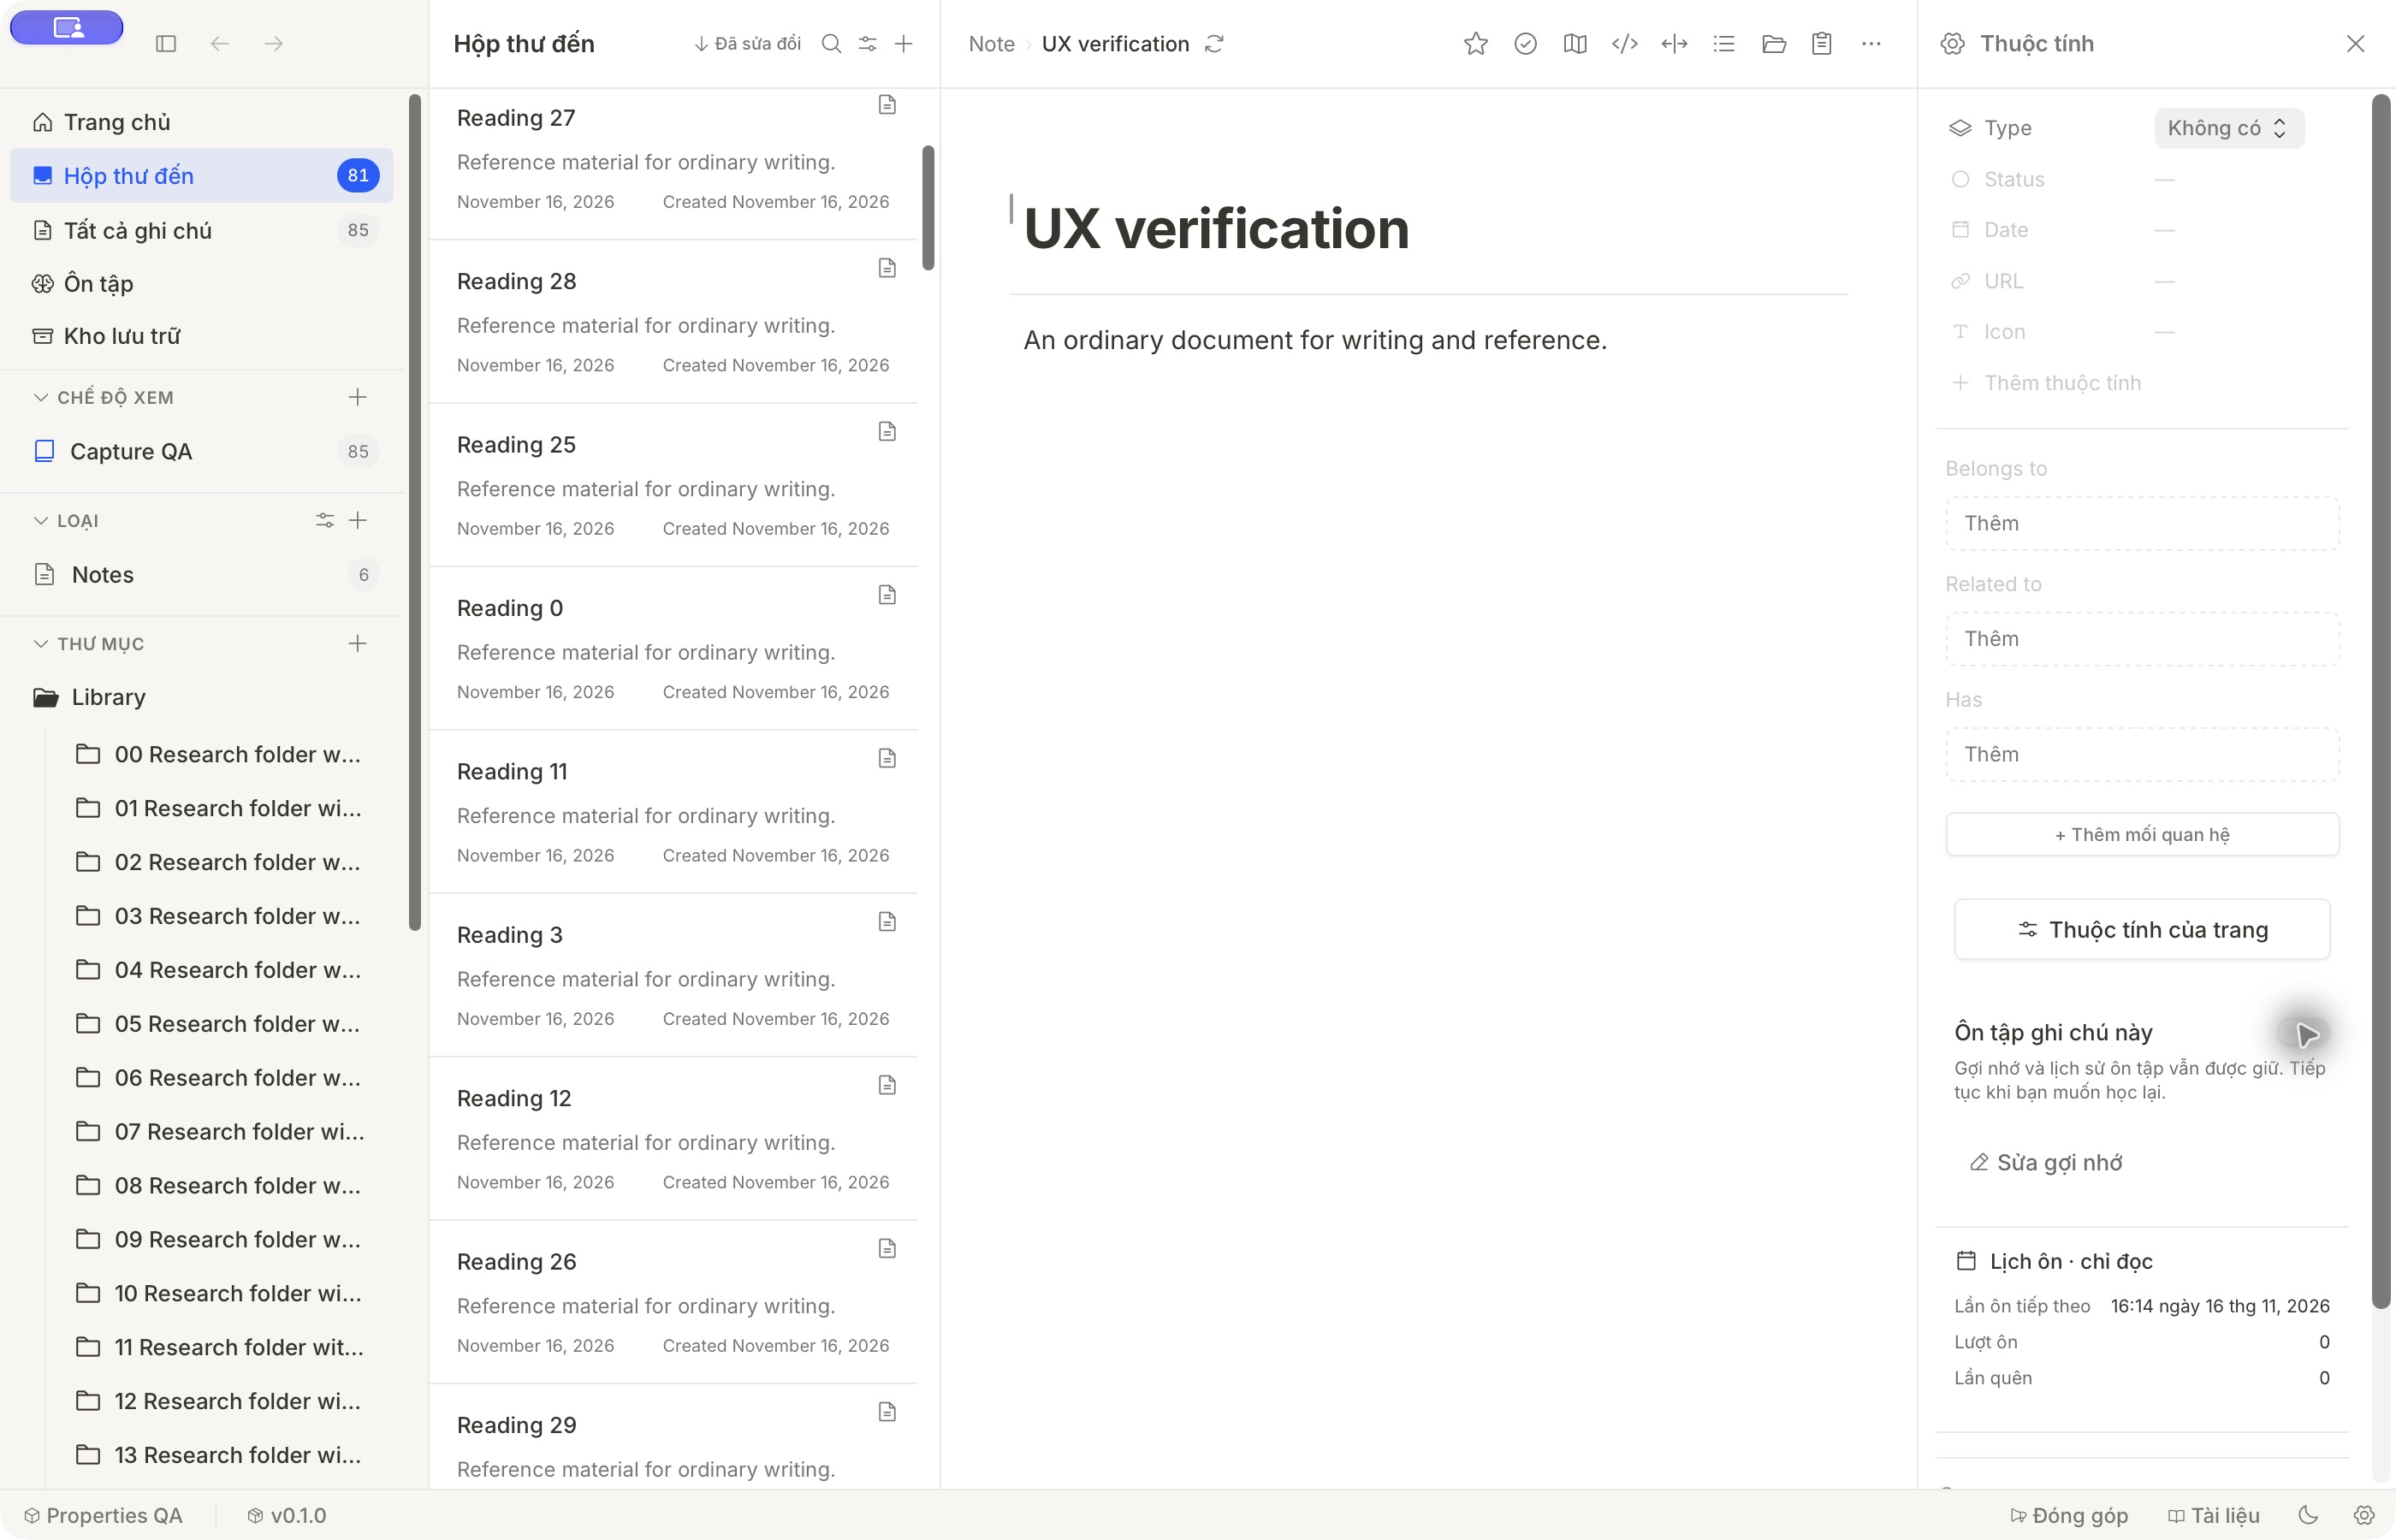 Trang chủ
Hộp thư đến 81
Tất cả ghi chú 85
Ôn tập
Kho lưu trữ
CHẾ ĐỘ XEM
Capture QA 85
LOẠI
Notes 6
THƯ MỤC
Library
00 Research folder w...
01 Research folder wi...
02 Research folder w...
03 Research folder w...
04 Research folder w...
05 Research folder w...
06 Research folder w...
07 Research folder wi...
08 Research folder w...
09 Research folder w...
10 Research folder wi...
11 Research folder wit...
12 Research folder wi...
13 Research folder wi...
Hộp thư đến
Đã sửa đổi
Reading 27
Reference material for ordinary writing.
November 16, 2026 Created November 16, 2026
Reading 28
Reference material for ordinary writing.
November 16, 2026 Created November 16, 2026
Reading 25
Reference material for ordinary writing.
November 16, 2026 Created November 16, 2026
Reading 0
Reference material for ordinary writing.
November 16, 2026 Created November 16, 2026
Reading 11
Reference material for ordinary writing.
November 16, 2026 Created November 16, 2026
Reading 3
Reference material for ordinary writing.
November 16, 2026 Created November 16, 2026
Reading 12
Reference material for ordinary writing.
November 16, 2026 Created November 16, 2026
Reading 26
Reference material for ordinary writing.
November 16, 2026 Created November 16, 2026
Reading 29
Reference material for ordinary writing.
Note › UX verification
UX verification
An ordinary document for writing and reference.
Thuộc tính
Type Không có
Status —
Date —
URL —
Icon —
+ Thêm thuộc tính
Belongs to
Thêm
Related to
Thêm
Has
Thêm
+ Thêm mối quan hệ
Thuộc tính của trang
Ôn tập ghi chú này
Gợi nhớ và lịch sử ôn tập vẫn được giữ. Tiếp
tục khi bạn muốn học lại.
Sửa gợi nhớ
Lịch ôn · chỉ đọc
Lần ôn tiếp theo 16:14 ngày 16 thg 11, 2026
Lượt ôn 0
Lần quên 0
Properties QA
v0.1.0
Đóng góp
Tài liệu